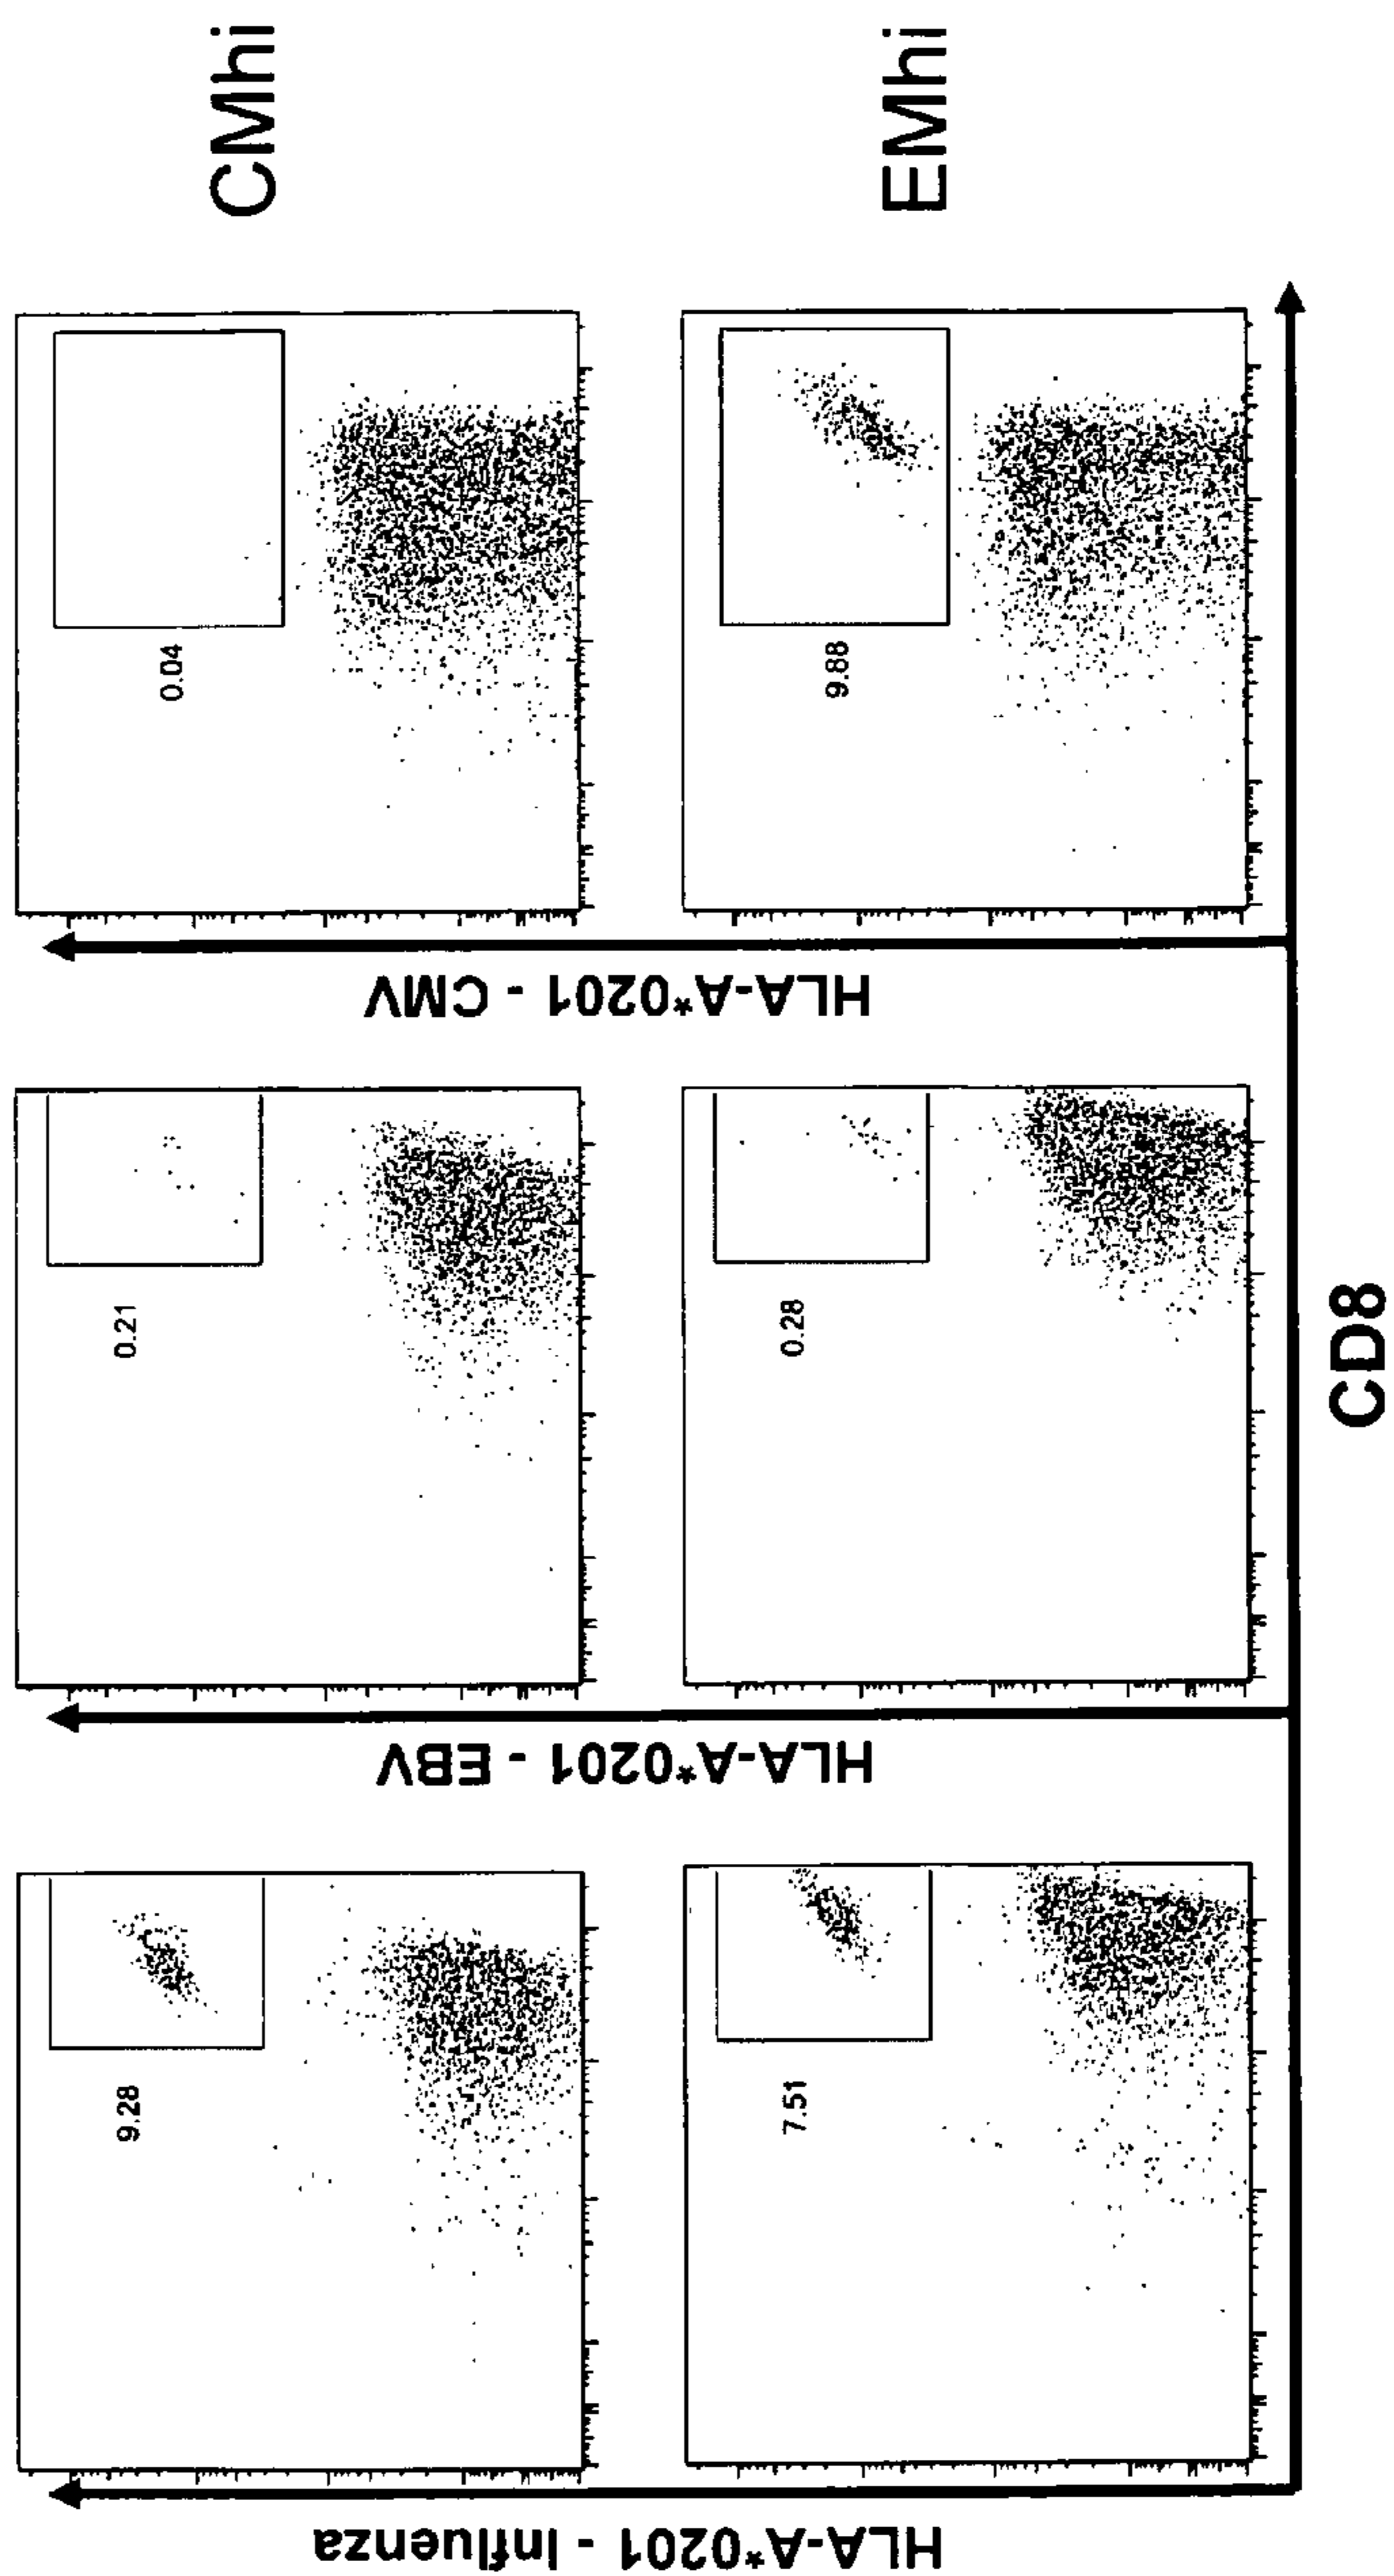 CMhi
EMhi
9.28
0.21
0.04
7.51
0.28
9.88
HLA-A*0201 - Influenza
HLA-A*0201 - EBV
HLA-A*0201 - CMV
CD8